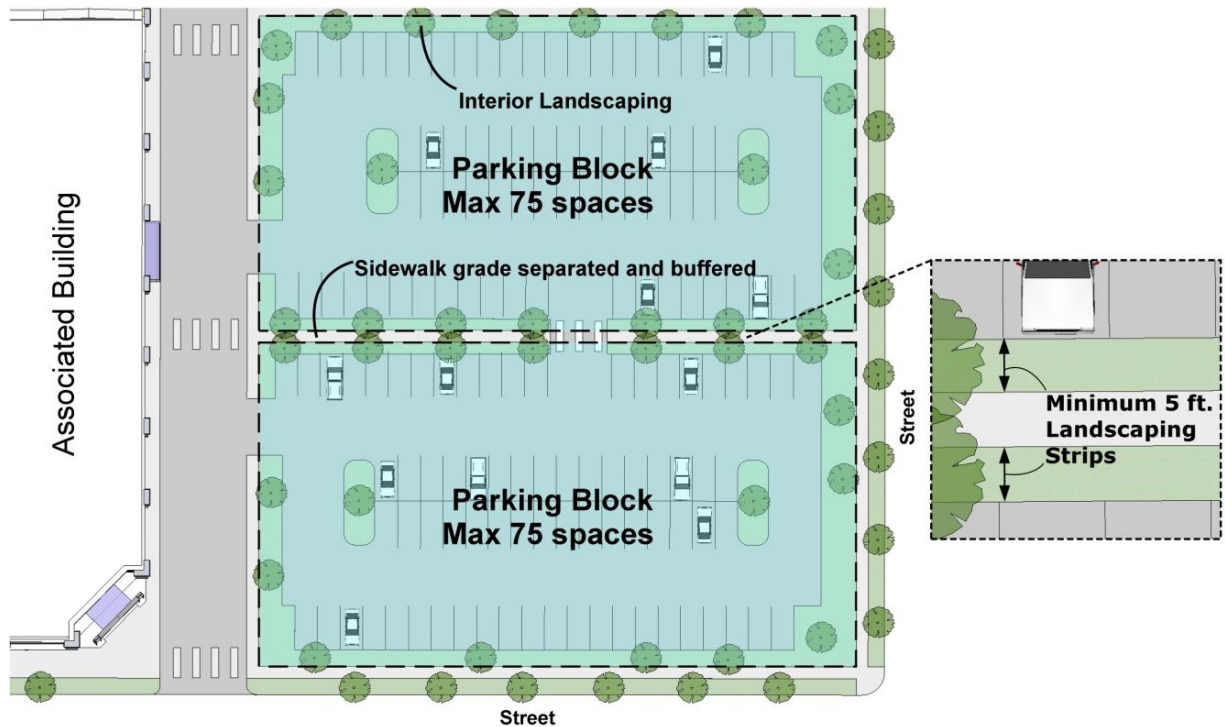 Interior Landscaping
Parking Block
Max 75 spaces
Associated Building
Sidewalk grade separated and buffered
Street
Minimum 5 ft.
Landscaping
Strips
Parking Block
Max 75 spaces
Street